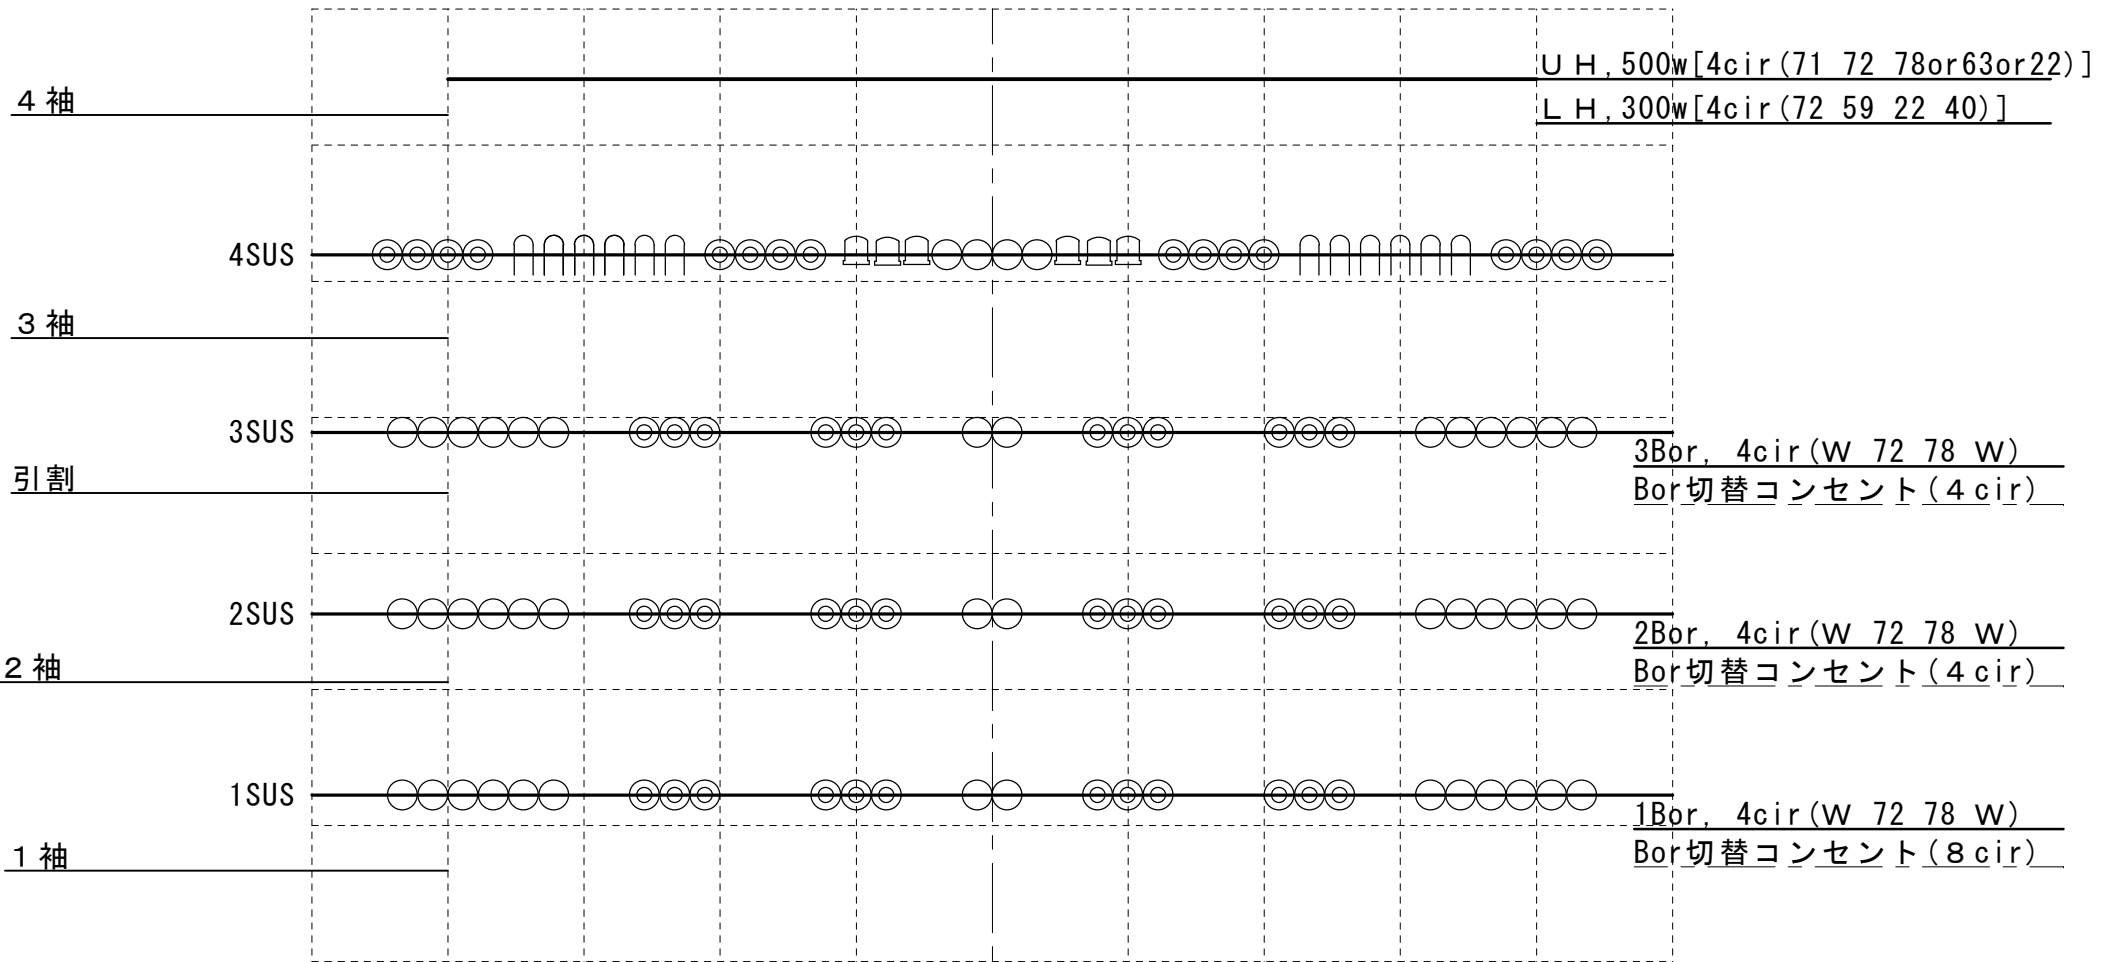 ＵＨ,500w[4cir(71 72 78or63or22)]
４袖
ＬＨ,300w[4cir(72 59 22 40)]
4SUS
３袖
3SUS
3Bor, 4cir(Ｗ 72 78 Ｗ)
引割
Bor切替コンセント(４cir)
2SUS
2Bor, 4cir(Ｗ 72 78 Ｗ)
２袖
Bor切替コンセント(４cir)
1SUS
1Bor, 4cir(Ｗ 72 78 Ｗ)
１袖
Bor切替コンセント(８cir)